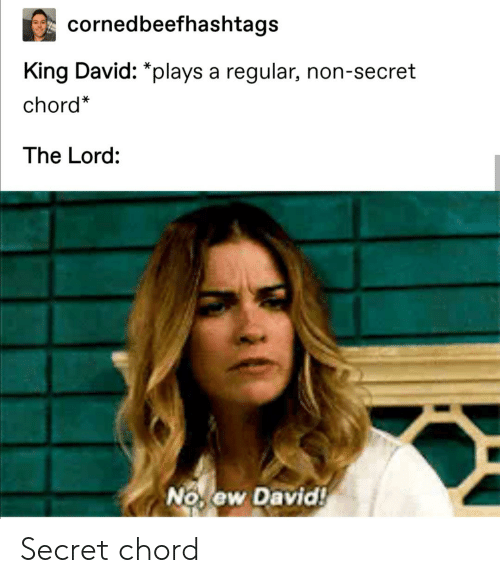 cornedbeefhashtags
King David: *plays a regular, non-secret
chord*
The Lord:
No, ew David!
Secret chord